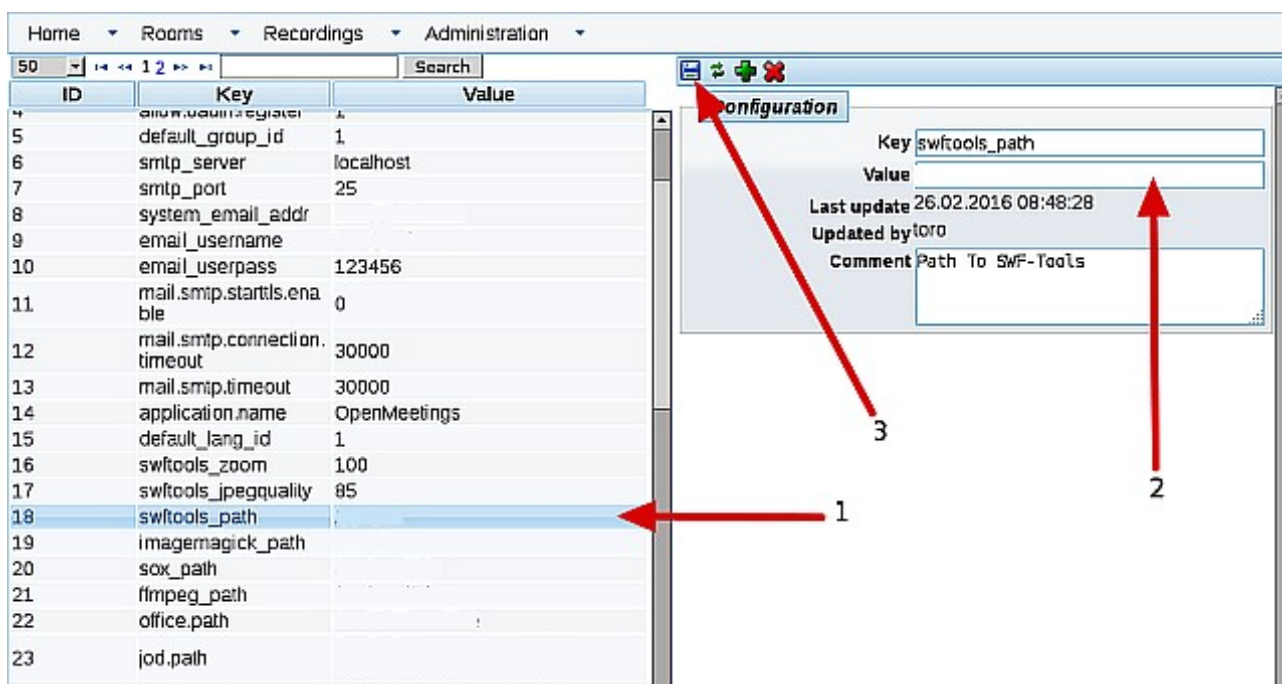 Home Rooms Recordings Administration
50 1 2 Search
ID Key Value
5 default_group_id 1
6 smtp_server localhost
7 smtp_port 25
8 system_email_addr
9 email_username
10 email_userpass 123456
11 mail.smtp.starttls.ena
ble 0
12 mail.smtp.connection.
timeout 30000
13 mail.smtp.timeout 30000
14 application.name OpenMeetings
15 default_lang_id 1
16 swftools_zoom 100
17 swftools_jpegquality 85
18 swftools_path
19 imagemagick_path
20 sox_path
21 ffmpeg_path
22 office.path
23 jod.path
Configuration
Key swftools_path
Value
Last update 26.02.2016 08:48:28
Updated by toro
Comment Path To SWF-Tools
3
2
1